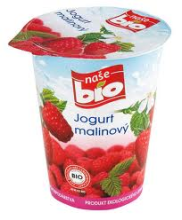 naše
bio
Jogurt
malinový
BIO
PRODUKT EKOLOGICKÉHO